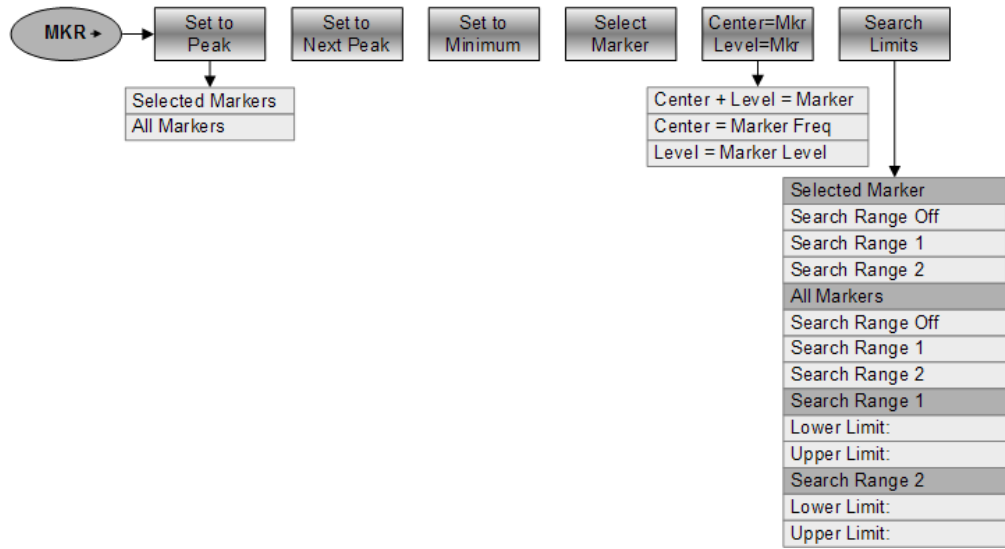 MKR →
Set to
Peak
Set to
Next Peak
Set to
Minimum
Select
Marker
Center=Mkr
Level=Mkr
Search
Limits
Selected Markers
All Markers
Center + Level = Marker
Center = Marker Freq
Level = Marker Level
Selected Marker
Search Range Off
Search Range 1
Search Range 2
All Markers
Search Range Off
Search Range 1
Search Range 2
Search Range 1
Lower Limit:
Upper Limit:
Search Range 2
Lower Limit:
Upper Limit: